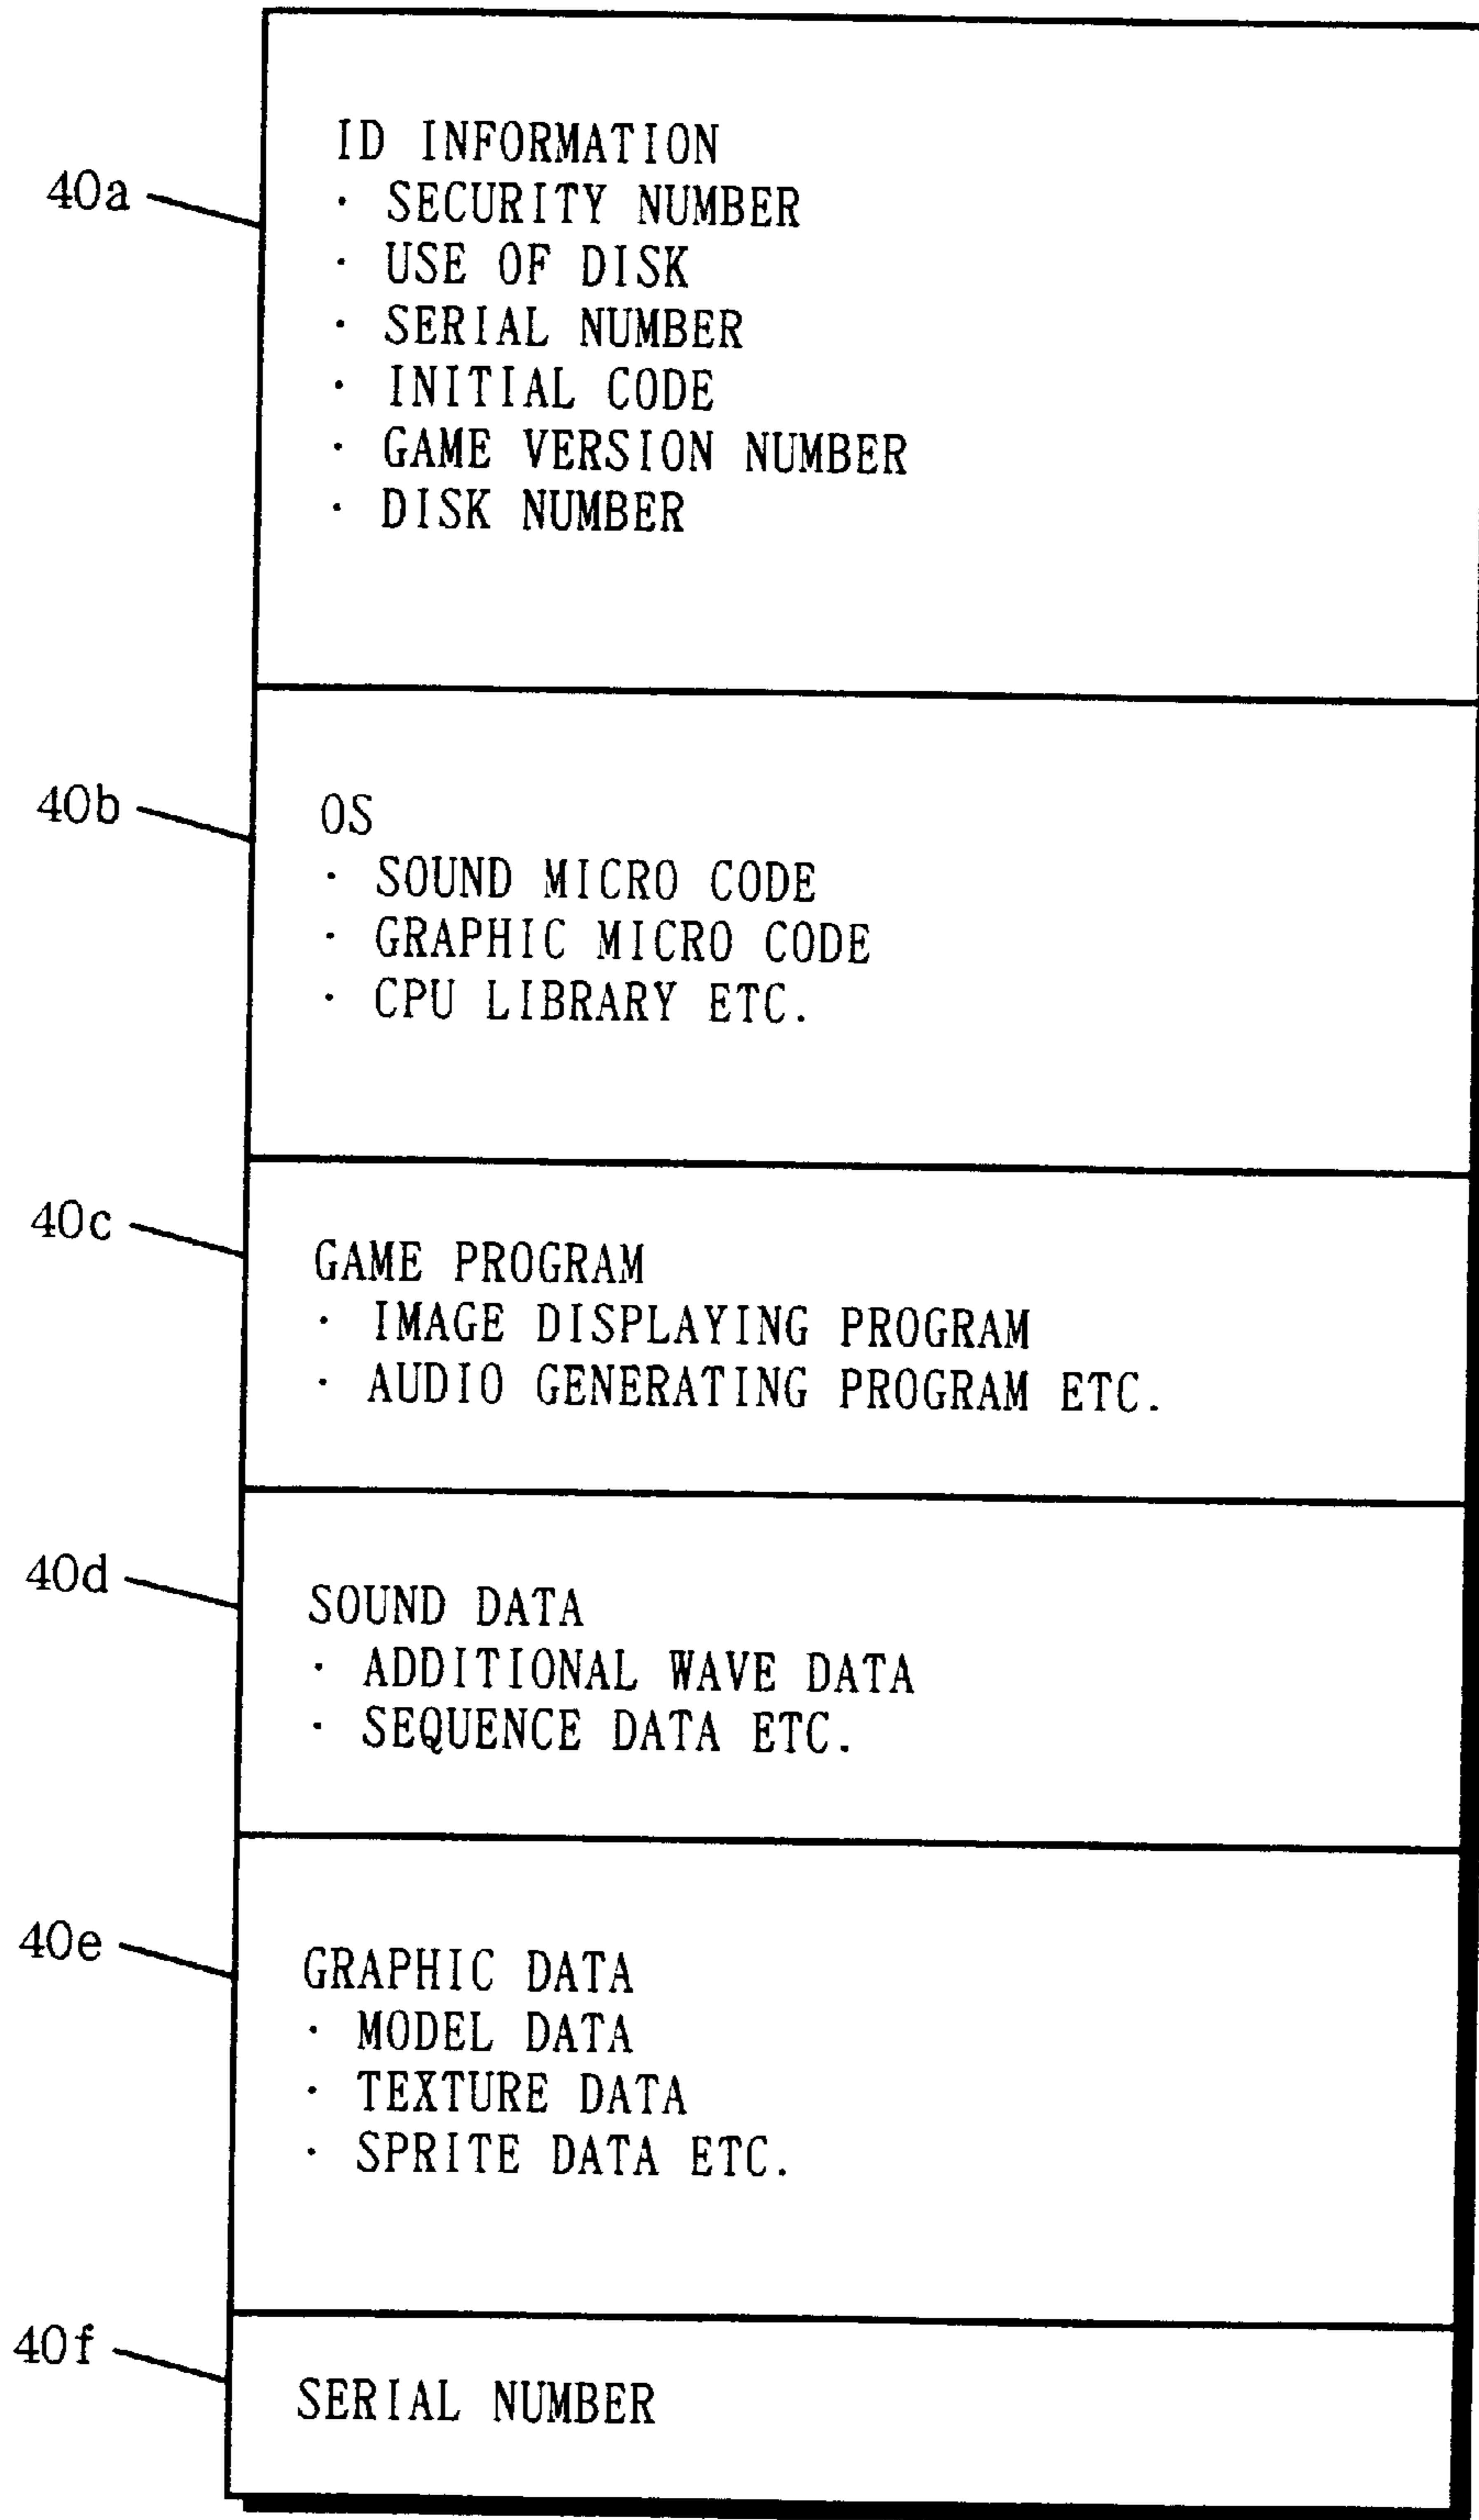 40a
ID INFORMATION
· SECURITY NUMBER
· USE OF DISK
· SERIAL NUMBER
· INITIAL CODE
· GAME VERSION NUMBER
· DISK NUMBER
40b
OS
· SOUND MICRO CODE
· GRAPHIC MICRO CODE
· CPU LIBRARY ETC.
40c
GAME PROGRAM
· IMAGE DISPLAYING PROGRAM
· AUDIO GENERATING PROGRAM ETC.
40d
SOUND DATA
· ADDITIONAL WAVE DATA
· SEQUENCE DATA ETC.
40e
GRAPHIC DATA
· MODEL DATA
· TEXTURE DATA
· SPRITE DATA ETC.
40f
SERIAL NUMBER